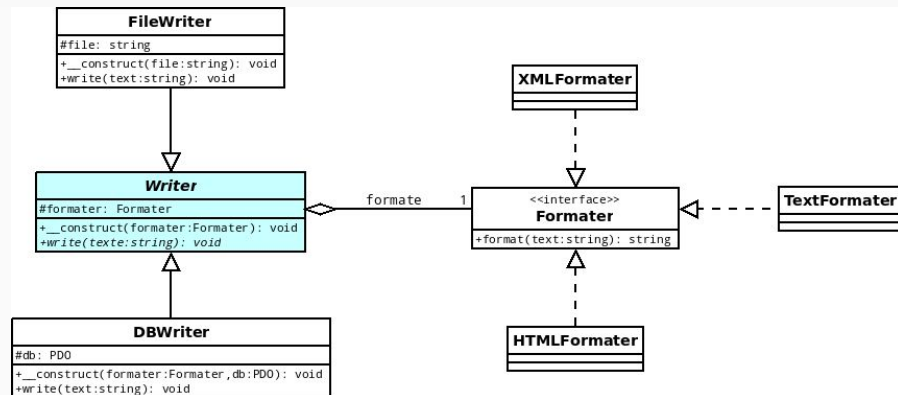 FileWriter
#file: string
+__construct(file:string): void
+write(text:string): void
XMLFormater
Writer
#formater: Formater
+__construct(formater:Formater): void
+write(texte:string): void
formate 1
<<interface>>
Formater
+format(text:string): string
TextFormater
DBWriter
#db: PDO
+__construct(formater:Formater,db:PDO): void
+write(text:string): void
HTMLFormater